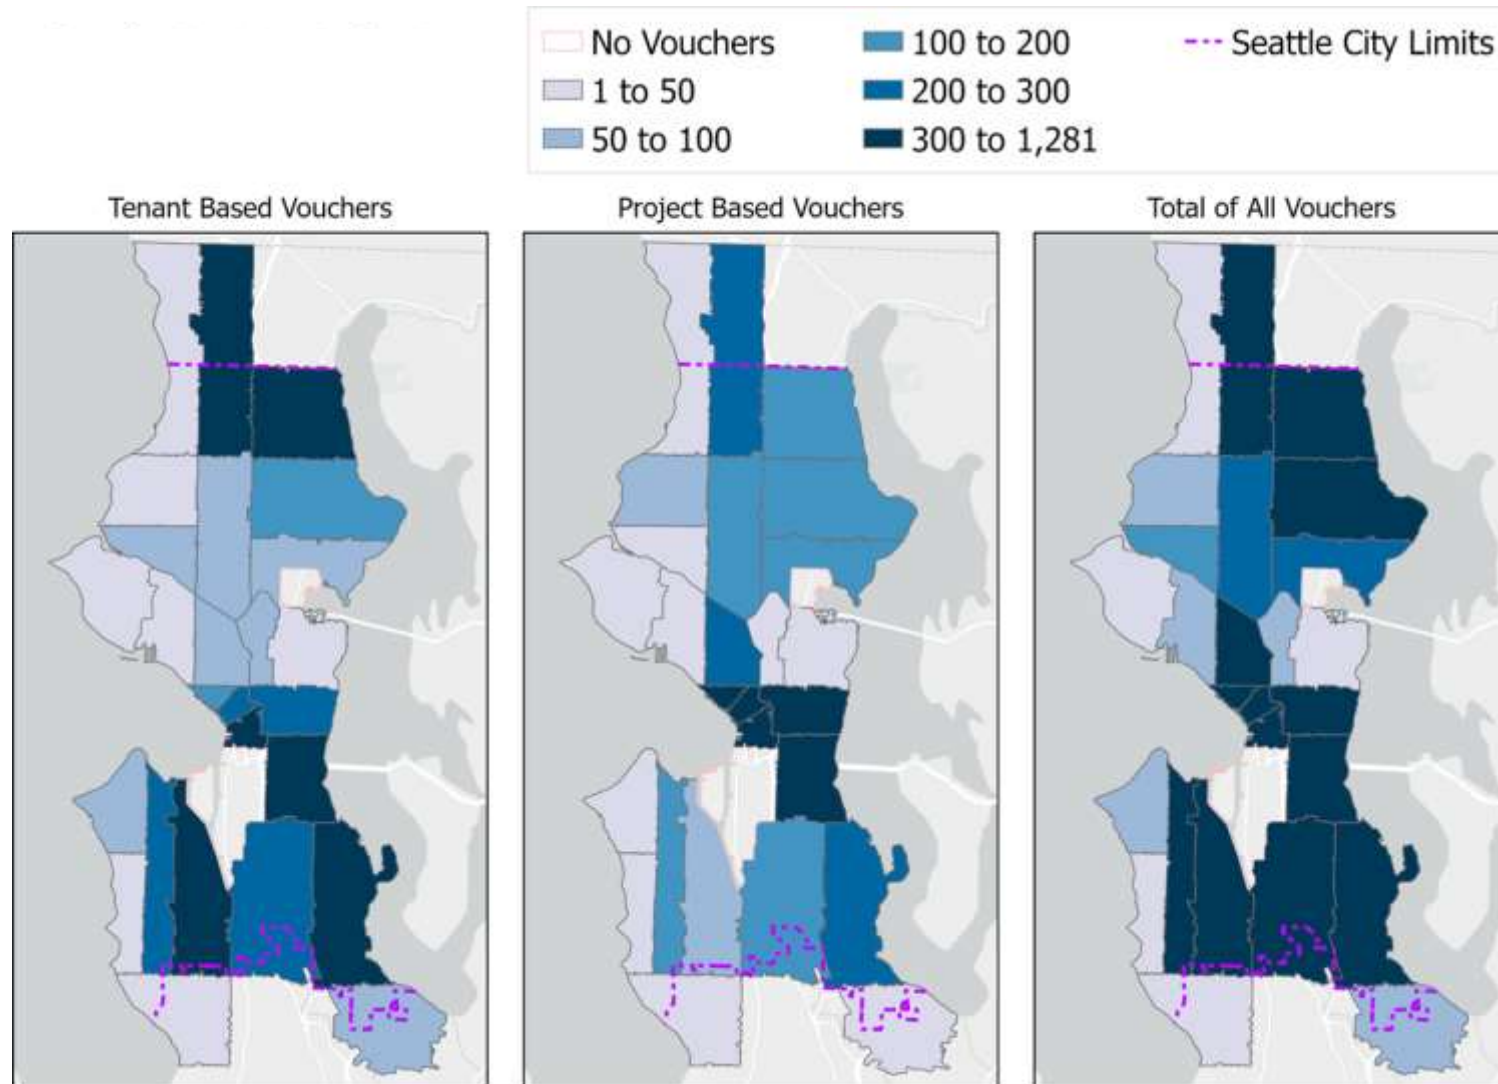 No Vouchers
1 to 50
50 to 100
100 to 200
200 to 300
300 to 1,281
Seattle City Limits
Tenant Based Vouchers
Project Based Vouchers
Total of All Vouchers